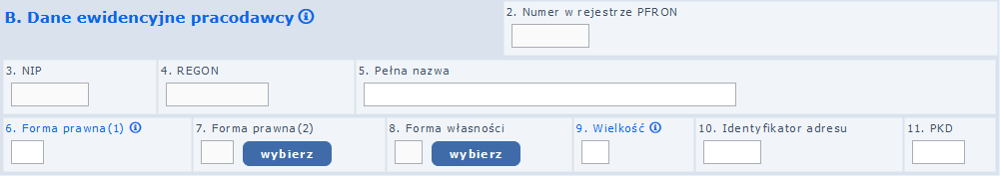 B. Dane ewidencyjne pracodawcy
2. Numer w rejestrze PFRON
3. NIP
4. REGON
5. Pełna nazwa
6. Forma prawna(1)
7. Forma prawna(2)
wybierz
8. Forma własności
wybierz
9. Wielkość
10. Identyfikator adresu
11. PKD